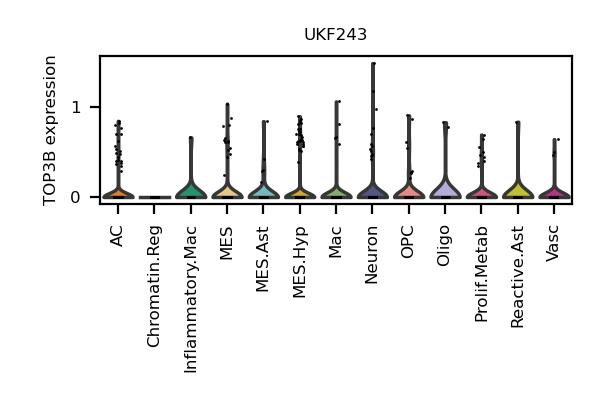 UKF243
TOP3B expression
1
0
AC
Chromatin.Reg
Inflammatory.Mac
MES
MES.Ast
MES.Hyp
Mac
Neuron
OPC
Oligo
Prolif.Metab
Reactive.Ast
Vasc